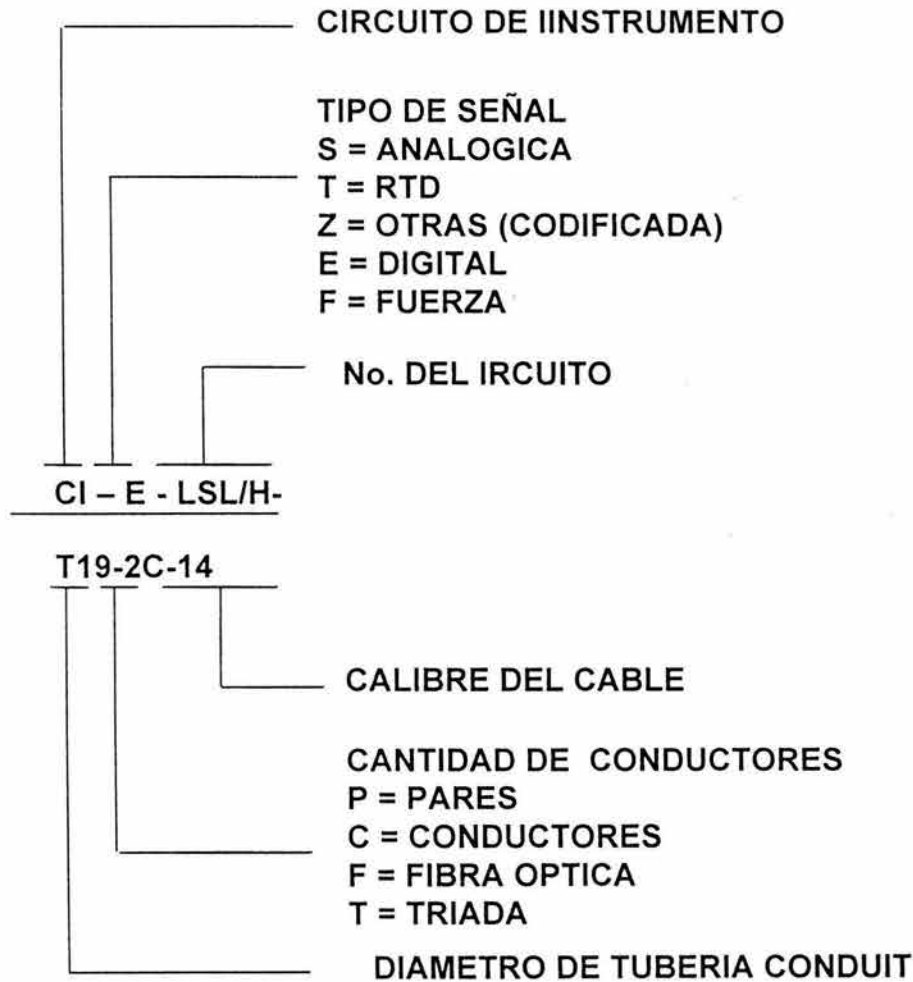 CIRCUITO DE IINSTRUMENTO
TIPO DE SEÑAL
S = ANALOGICA
T = RTD
Z = OTRAS (CODIFICADA)
E = DIGITAL
F = FUERZA
No. DEL IRCUITO
CI – E - LSL/H-
T19-2C-14
CALIBRE DEL CABLE
CANTIDAD DE CONDUCTORES
P = PARES
C = CONDUCTORES
F = FIBRA OPTICA
T = TRIADA
DIAMETRO DE TUBERIA CONDUIT